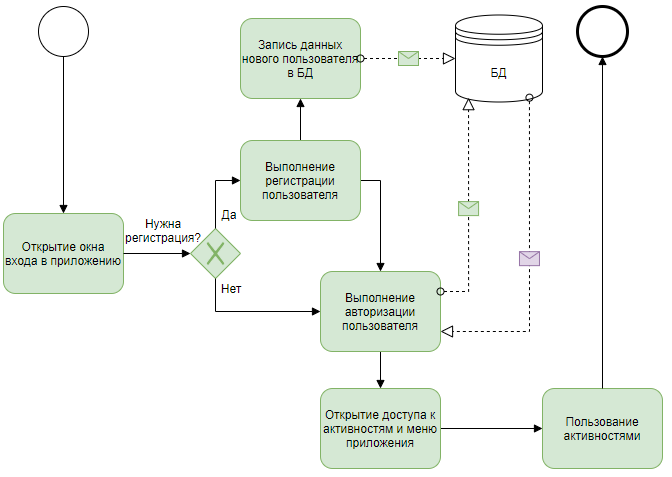 Запись данных
нового пользователя
в БД
БД
Выполнение
регистрации
пользователя
Нужна
регистрация?
Да
Открытие окна
входа в приложению
Нет
Выполнение
авторизации
пользователя
Открытие доступа к
активностям и меню
приложения
Пользование
активностями